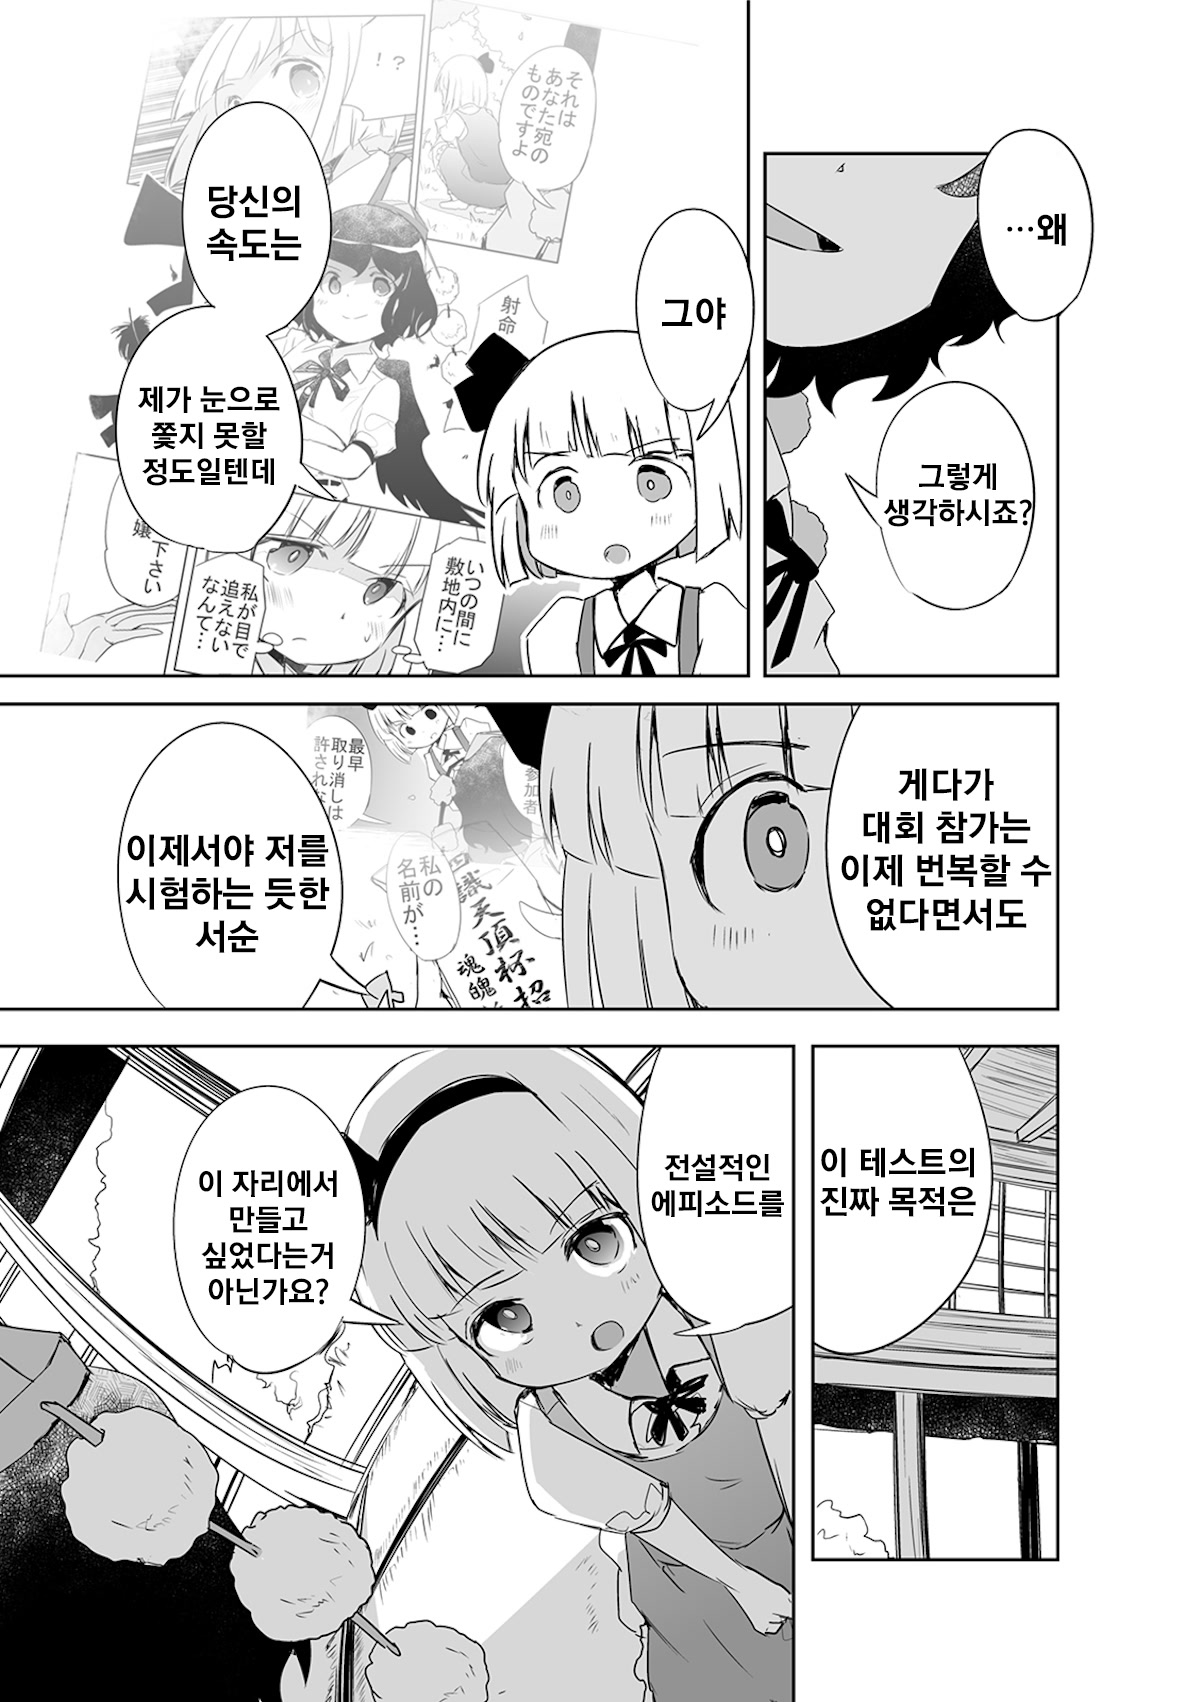 …왜
그렇게
생각하시죠?
그야
당신의
속도는
제가 눈으로
쫓지 못할
정도일텐데
！？
それは
あなた宛の
ものですよ
射命
嬢
下さい
私が目で
追えない
なんて…
いつの間に
敷地内に…
게다가
대회 참가는
이제 번복할 수
없다면서도
이제서야 저를
시험하는 듯한
서순
最早
取り消しは
許されな
参加者
私の
名前が…
識天頂杯招
魂魄
이 테스트의
진짜 목적은
전설적인
에피소드를
이 자리에서
만들고
싶었다는거
아닌가요?